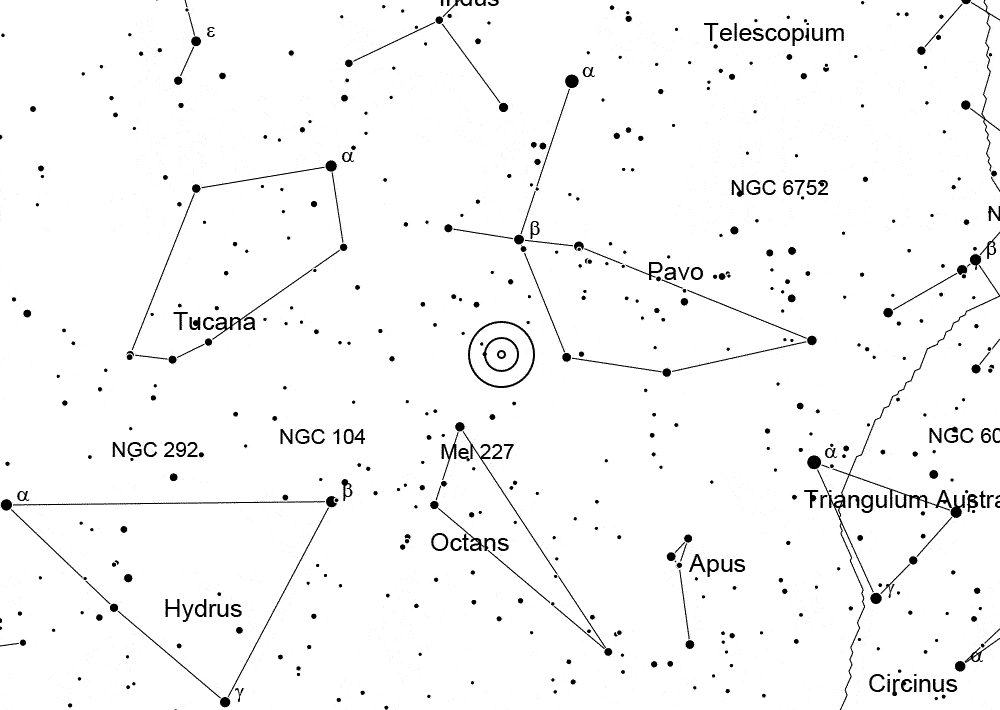 Indus
ε
Telescopium
α
α
NGC 6752
N
β
β
γ
Pavo
Tucana
NGC 292
NGC 104
Mel 227
NGC 60
α
α
β
Triangulum Austra
Octans
Apus
γ
Hydrus
α
Circinus
γ